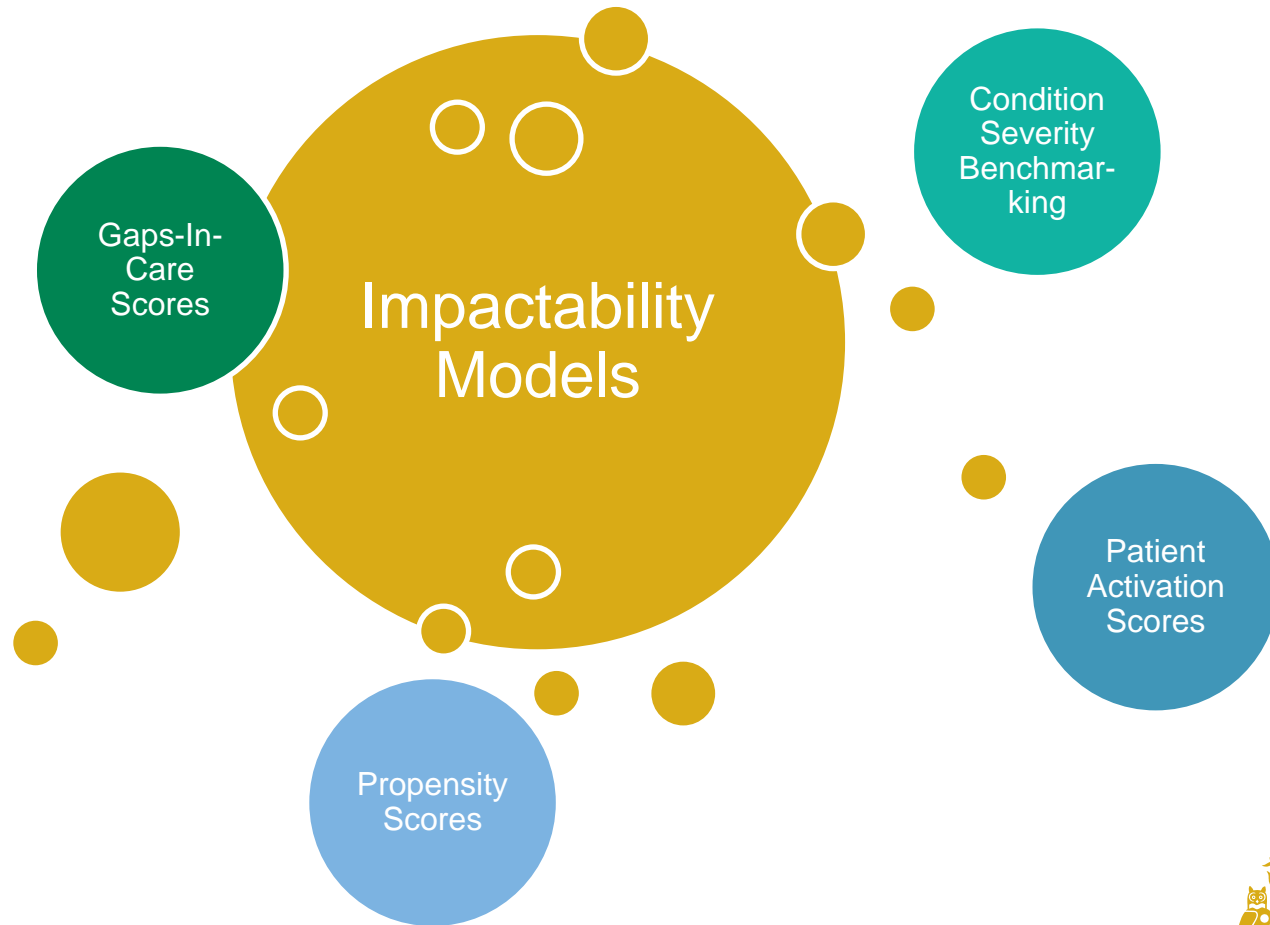 Condition
Severity
Benchmar-
king
Gaps-In-
Care
Scores
Impactability
Models
Patient
Activation
Scores
Propensity
Scores